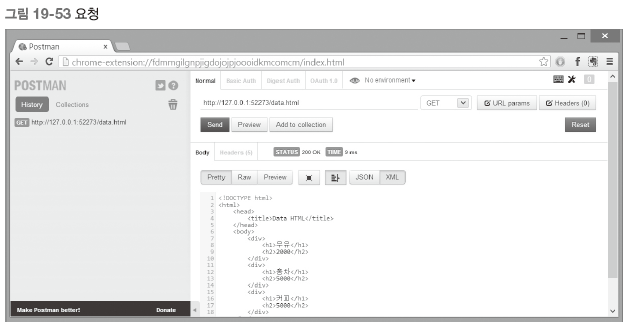 그림 19-53 요청
Postman
chrome-extension://fdmmgilgnpjigdojojpjoooidkmcomcm/index.html
POSTMAN
History Collections
GET http://127.0.0.1:52273/data.html
Normal Basic Auth Digest Auth OAuth 1.0 No environment
0
http://127.0.0.1:52273/data.html GET URL params Headers (0)
Send Preview Add to collection Reset
Body Headers (6) STATUS 200 OK TIME 9 ms
Pretty Raw Preview JSON XML
1 <!DOCTYPE html>
2 <html>
3 <head>
4 <title>Data HTML</title>
5 </head>
6 <body>
7 <div>
8 <h1>우유</h1>
9 <h2>2000</h2>
10 </div>
11 <div>
12 <h1>홍차</h1>
13 <h2>5000</h2>
14 </div>
15 <div>
16 <h1>커피</h1>
17 <h2>5000</h2>
18 </div>
Make Postman better! Donate